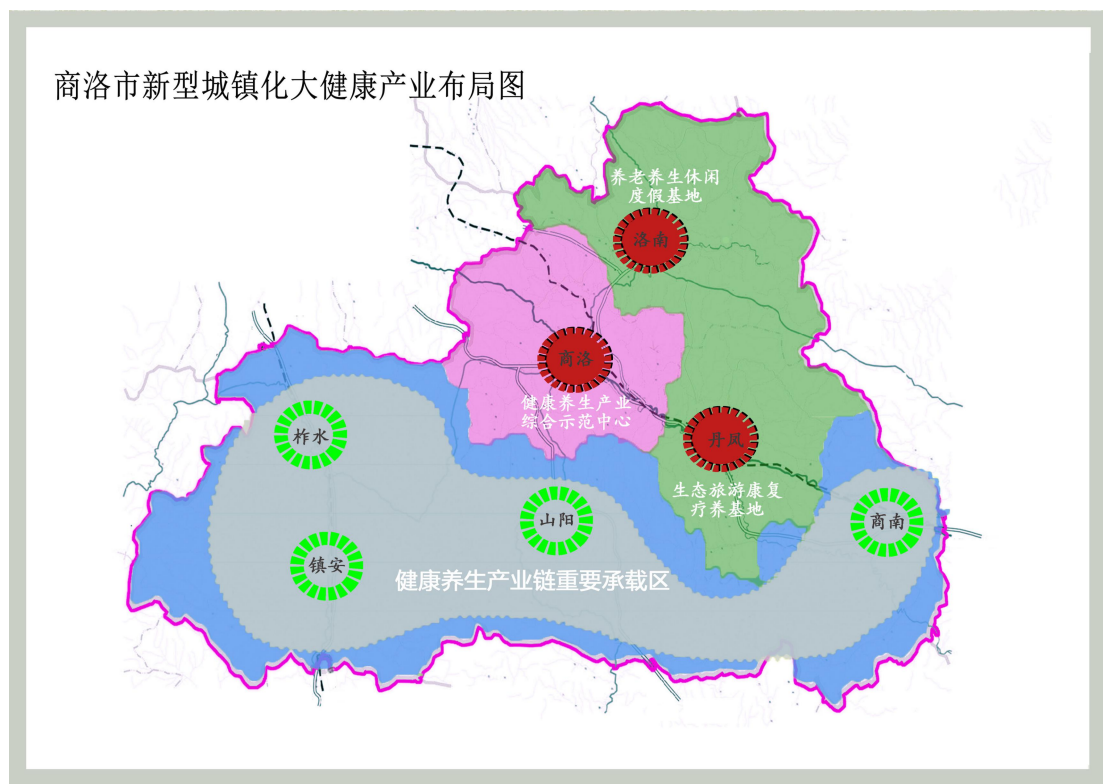 商洛市新型城镇化大健康产业布局图
养老养生休闲
度假基地
洛南
商洛
健康养生产业
综合示范中心
柞水
丹凤
生态旅游康复
疗养基地
山阳
商南
镇安
健康养生产业链重要承载区